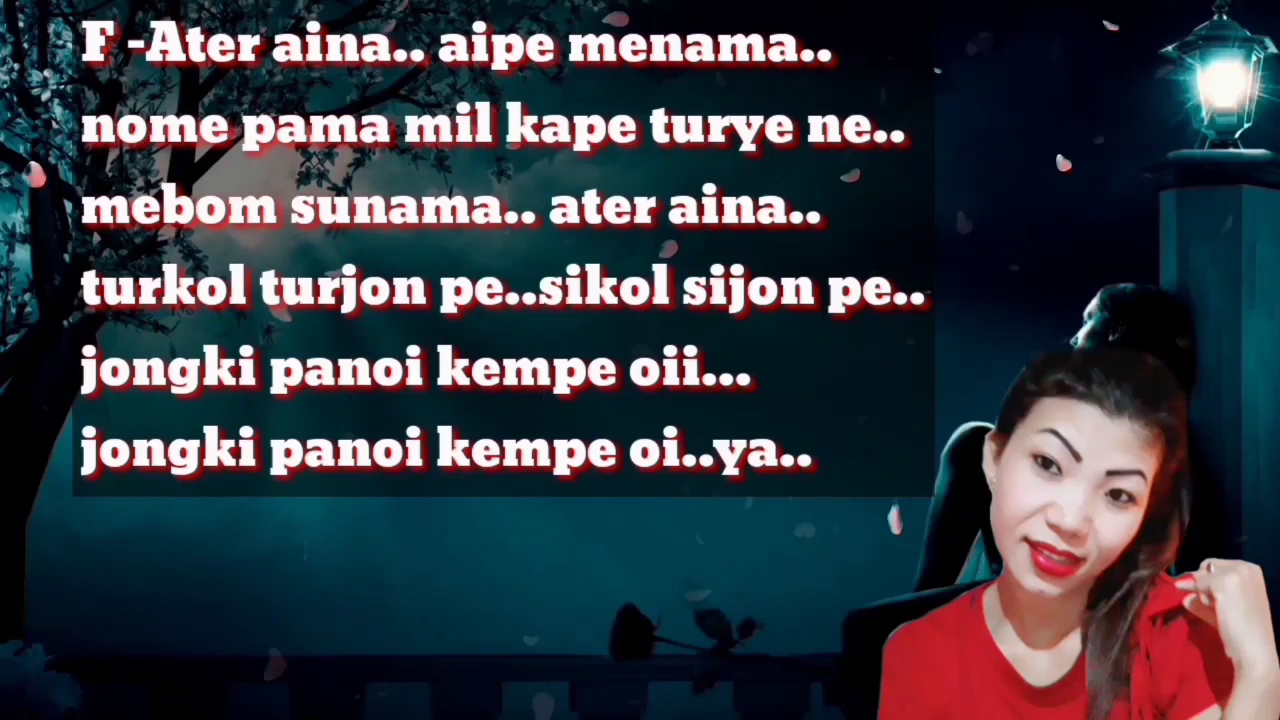 F -Ater aina.. aipe menama..
nome pama mil kape turye ne..
mebom sunama.. ater aina..
turkol turjon pe..sikol sijon pe..
jongki panoi kempe oii...
jongki panoi kempe oi..ya..